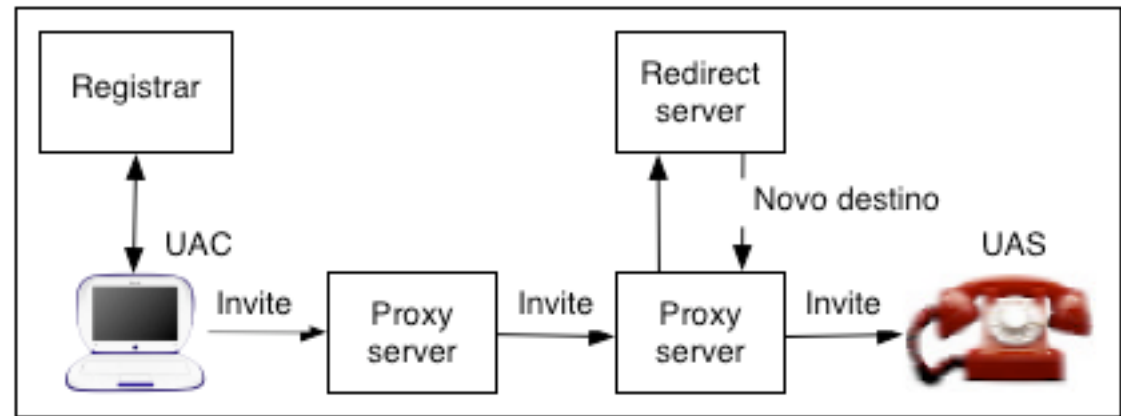 Registrar
Redirect
server
Novo destino
UAC
UAS
Invite
Proxy
server
Invite
Proxy
server
Invite